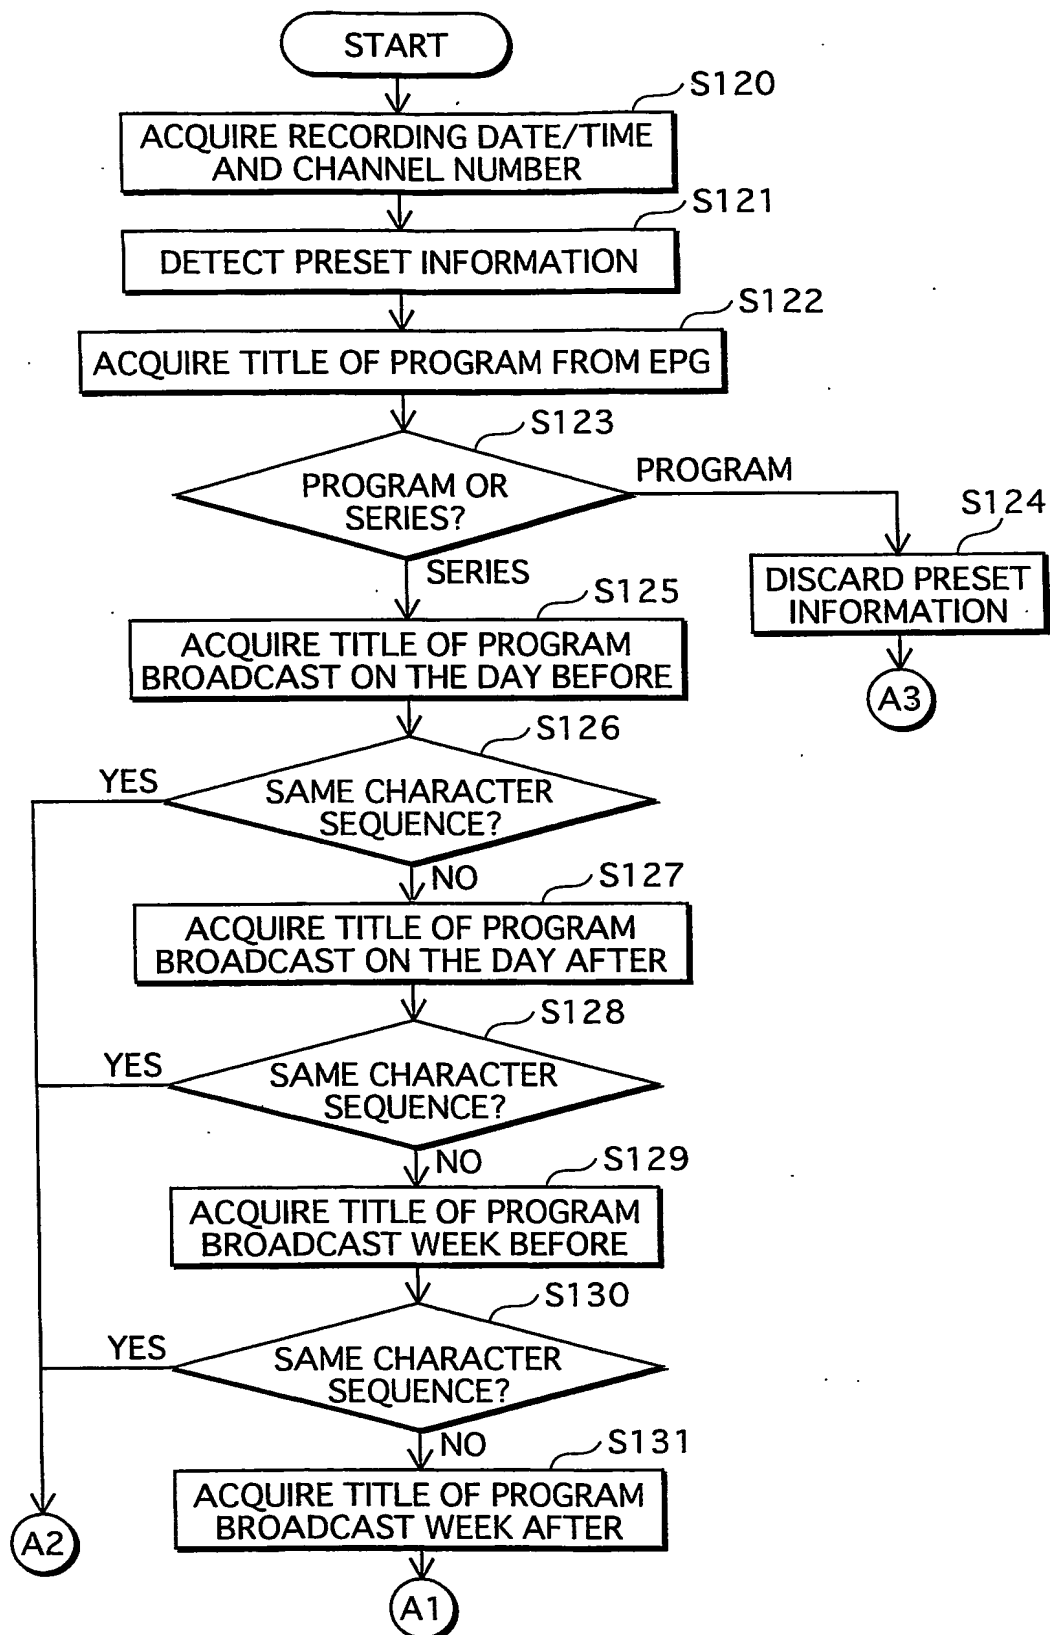 START
S120
ACQUIRE RECORDING DATE/TIME
AND CHANNEL NUMBER
S121
DETECT PRESET INFORMATION
S122
ACQUIRE TITLE OF PROGRAM FROM EPG
S123
PROGRAM OR
SERIES?
PROGRAM
S124
DISCARD PRESET
INFORMATION
A3
SERIES
S125
ACQUIRE TITLE OF PROGRAM
BROADCAST ON THE DAY BEFORE
S126
YES
SAME CHARACTER
SEQUENCE?
NO
S127
ACQUIRE TITLE OF PROGRAM
BROADCAST ON THE DAY AFTER
S128
YES
SAME CHARACTER
SEQUENCE?
NO
S129
ACQUIRE TITLE OF PROGRAM
BROADCAST WEEK BEFORE
S130
YES
SAME CHARACTER
SEQUENCE?
NO
S131
ACQUIRE TITLE OF PROGRAM
BROADCAST WEEK AFTER
A2
A1